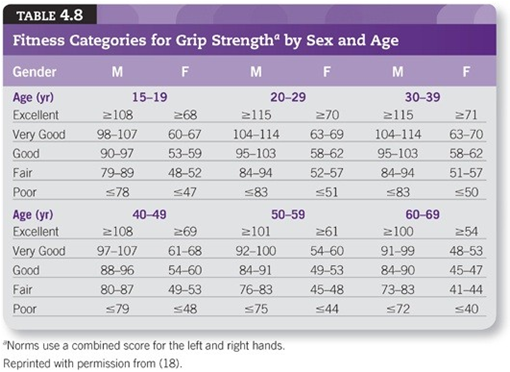 TABLE 4.8
Fitness Categories for Grip Strengthᵃ by Sex and Age
Gender M F M F M F
Age (yr) 15–19 20–29 30–39
Excellent ≥108 ≥68 ≥115 ≥70 ≥115 ≥71
Very Good 98–107 60–67 104–114 63–69 104–114 63–70
Good 90–97 53–59 95–103 58–62 95–103 58–62
Fair 79–89 48–52 84–94 52–57 84–94 51–57
Poor ≤78 ≤47 ≤83 ≤51 ≤83 ≤50
Age (yr) 40–49 50–59 60–69
Excellent ≥108 ≥69 ≥101 ≥61 ≥100 ≥54
Very Good 97–107 61–68 92–100 54–60 91–99 48–53
Good 88–96 54–60 84–91 49–53 84–90 45–47
Fair 80–87 49–53 76–83 45–48 73–83 41–44
Poor ≤79 ≤48 ≤75 ≤44 ≤72 ≤40
ᵃNorms use a combined score for the left and right hands.
Reprinted with permission from (18).